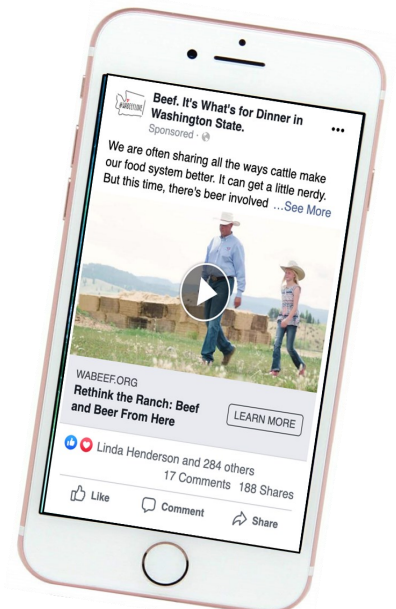 #WABEEFLOVE
Beef. It's What's for Dinner in
Washington State.
Sponsored ·
We are often sharing all the ways cattle make
our food system better. It can get a little nerdy.
But this time, there's beer involved ...See More
WABEEF.ORG
Rethink the Ranch: Beef
and Beer From Here
LEARN MORE
Linda Henderson and 284 others
17 Comments 188 Shares
Like Comment Share